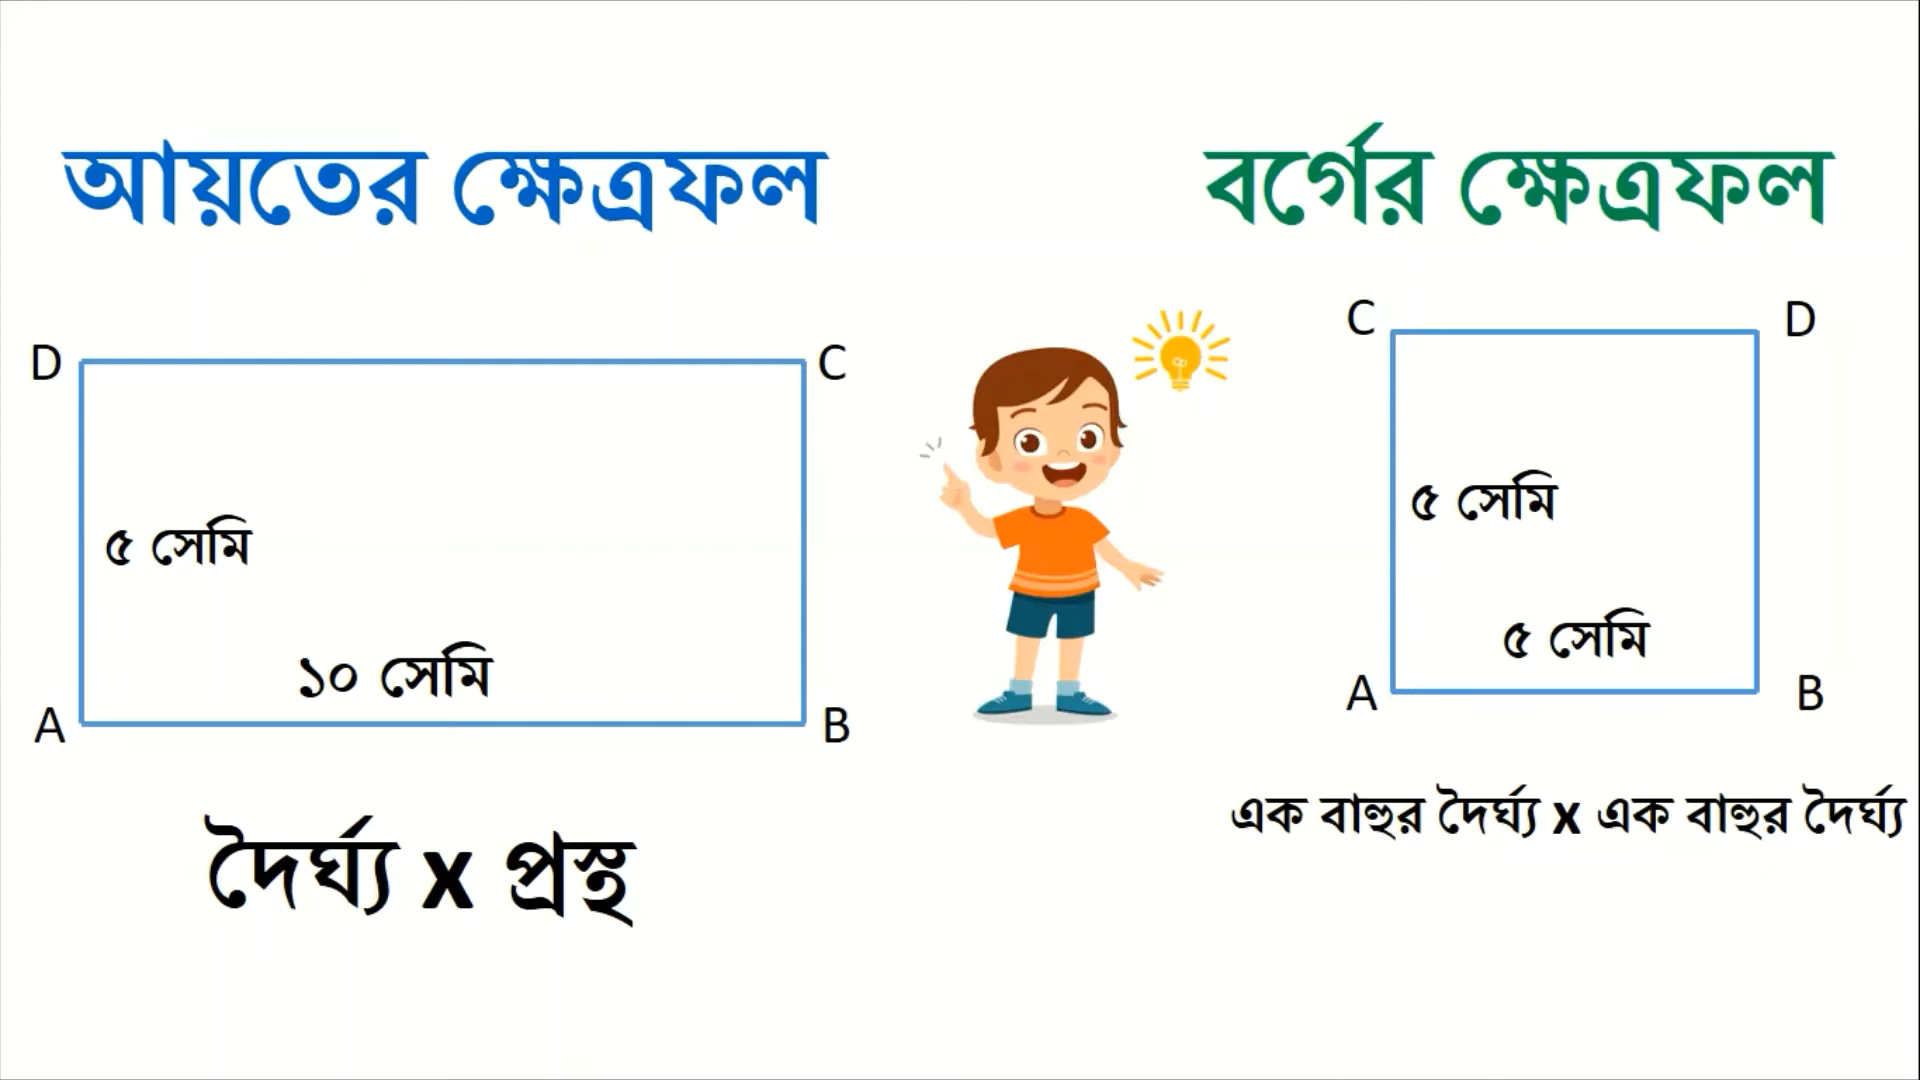 আয়তের ক্ষেত্রফল
D
C
৫ সেমি
১০ সেমি
A
B
দৈর্ঘ্য x প্রস্থ
বর্গের ক্ষেত্রফল
C
D
৫ সেমি
৫ সেমি
A
B
এক বাহুর দৈর্ঘ্য x এক বাহুর দৈর্ঘ্য